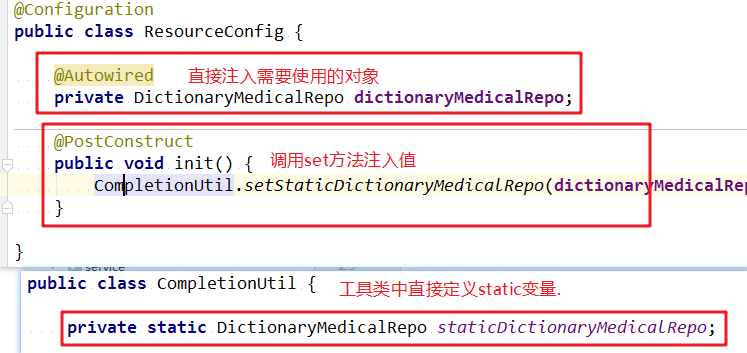 @Configuration
public class ResourceConfig {
@Autowired 直接注入需要使用的对象
private DictionaryMedicalRepo dictionaryMedicalRepo;
@PostConstruct
public void init() { 调用set方法注入值
CompletionUtil.setStaticDictionaryMedicalRepo(dictionaryMedicalRep
}
}
service
public class CompletionUtil { 工具类中直接定义static变量.
private static DictionaryMedicalRepo staticDictionaryMedicalRepo;